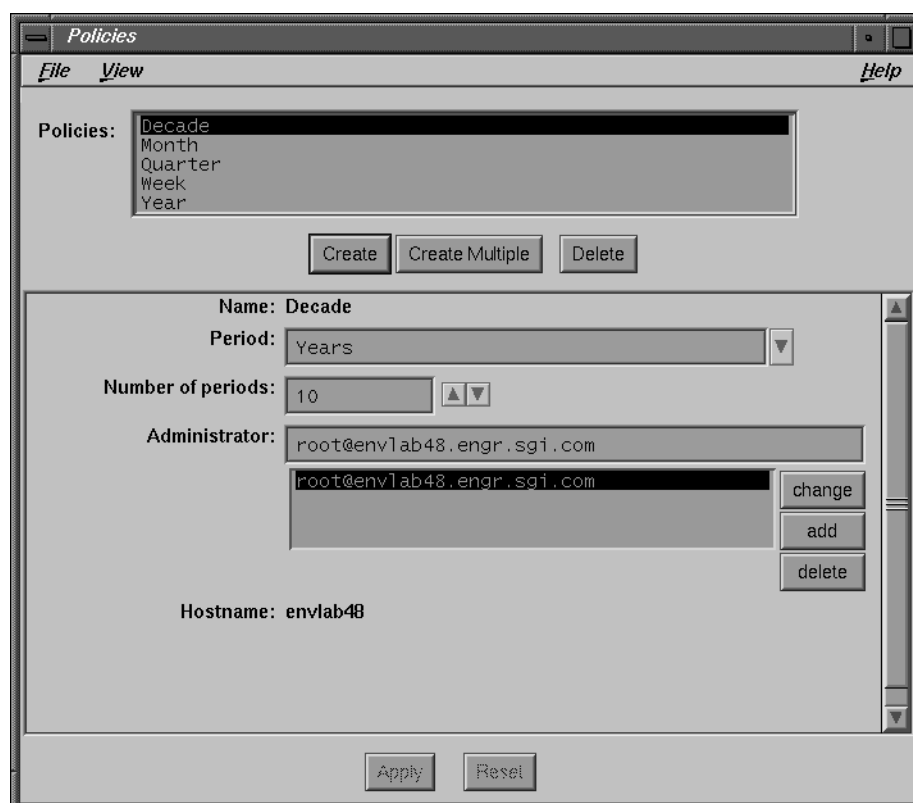 Policies
File View Help
Policies:
Decade
Month
Quarter
Week
Year
Create Create Multiple Delete
Name: Decade
Period: Years
Number of periods: 10
Administrator: root@envlab48.engr.sgi.com
root@envlab48.engr.sgi.com
change
add
delete
Hostname: envlab48
Apply Reset